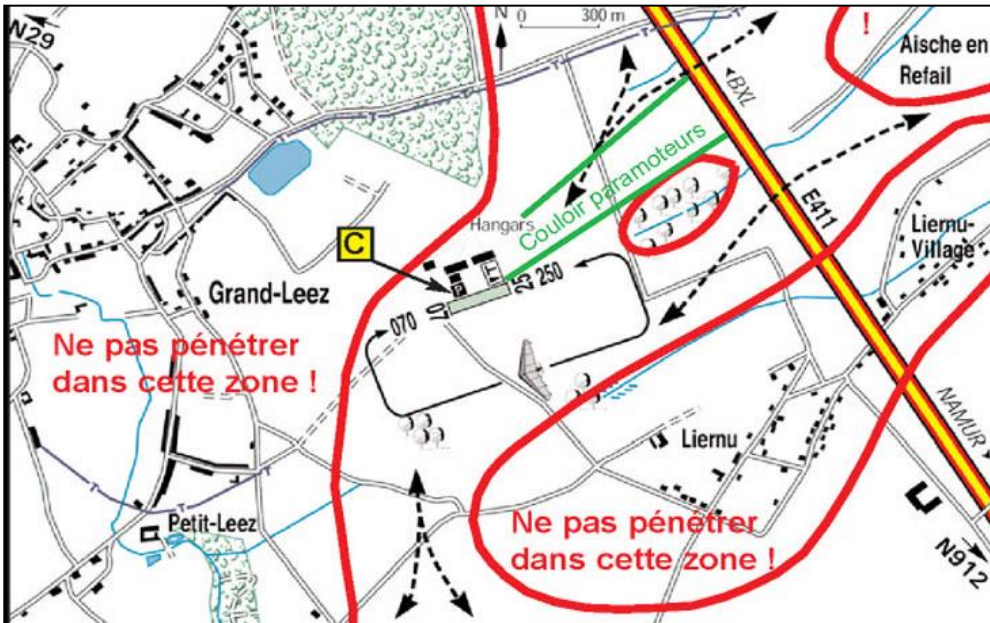 N29
N
0 300 m
!
Aische en
Refail
BXL
Couloir paramoteurs
Hangars
C
E411
Liernu-
Village
Grand-Leez
25 250
070
Ne pas pénétrer
dans cette zone !
Liernu
NAMUR
Petit-Leez
Ne pas pénétrer
dans cette zone !
N912